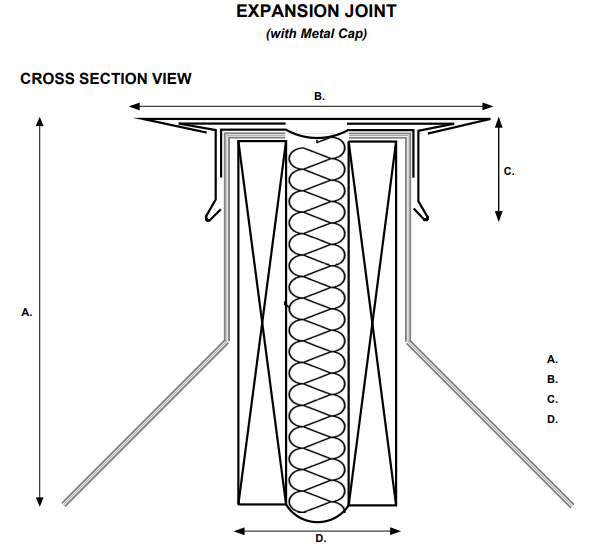 EXPANSION JOINT
(with Metal Cap)
CROSS SECTION VIEW
B.
C.
A.
A.
B.
C.
D.
D.